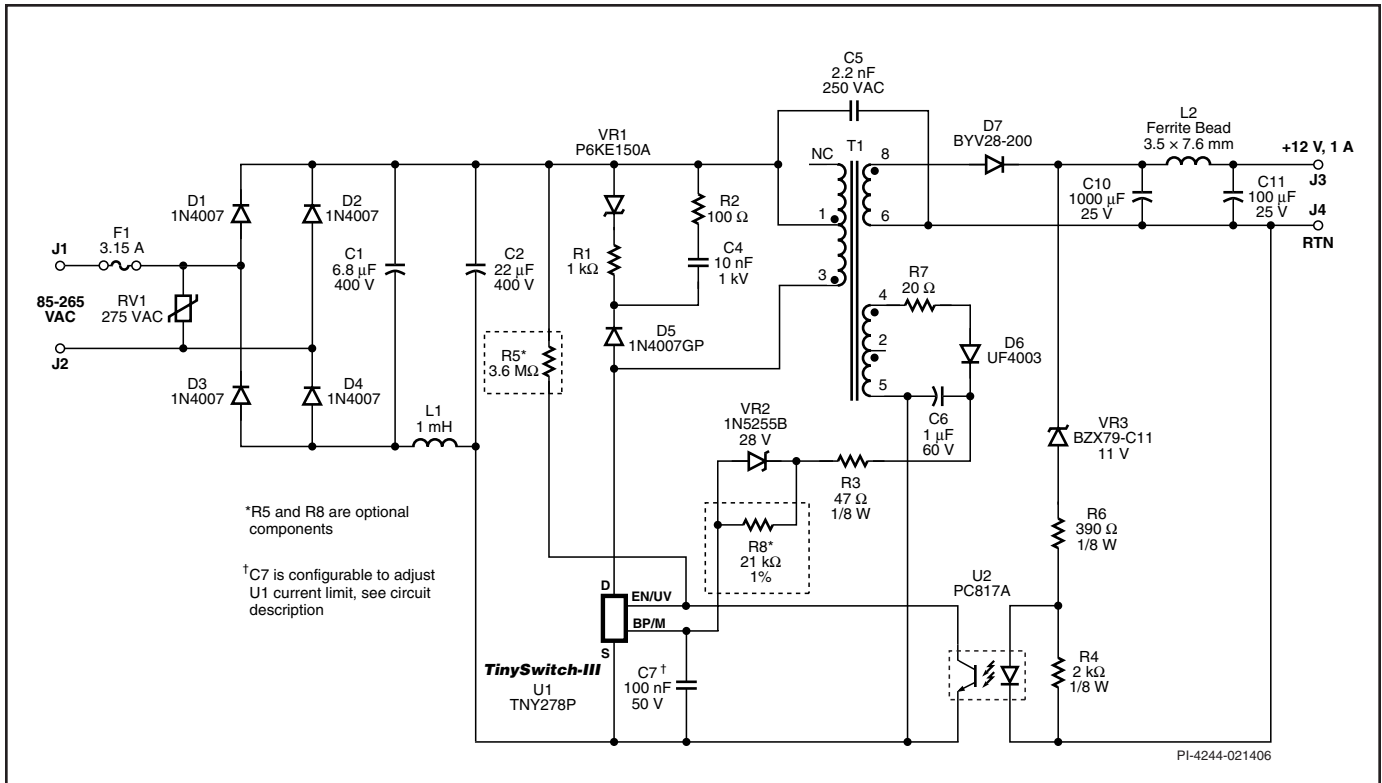 C5
2.2 nF
250 VAC
VR1
P6KE150A
NC
T1
8
D7
BYV28-200
L2
Ferrite Bead
3.5 × 7.6 mm
+12 V, 1 A
J3
D1
1N4007
D2
1N4007
R2
100 Ω
C10
1000 μF
25 V
C11
100 μF
25 V
J4
RTN
F1
3.15 A
J1
1
6
C1
6.8 μF
400 V
C2
22 μF
400 V
R1
1 kΩ
C4
10 nF
1 kV
3
R7
20 Ω
85-265
VAC
RV1
275 VAC
4
J2
R5*
3.6 MΩ
D5
1N4007GP
2
D6
UF4003
D3
1N4007
D4
1N4007
5
L1
1 mH
VR2
1N5255B
28 V
C6
1 μF
60 V
VR3
BZX79-C11
11 V
R3
47 Ω
1/8 W
*R5 and R8 are optional
components
R8*
21 kΩ
1%
R6
390 Ω
1/8 W
†C7 is configurable to adjust
U1 current limit, see circuit
description
D
EN/UV
BP/M
S
U2
PC817A
TinySwitch-III
U1
TNY278P
C7†
100 nF
50 V
R4
2 kΩ
1/8 W
PI-4244-021406